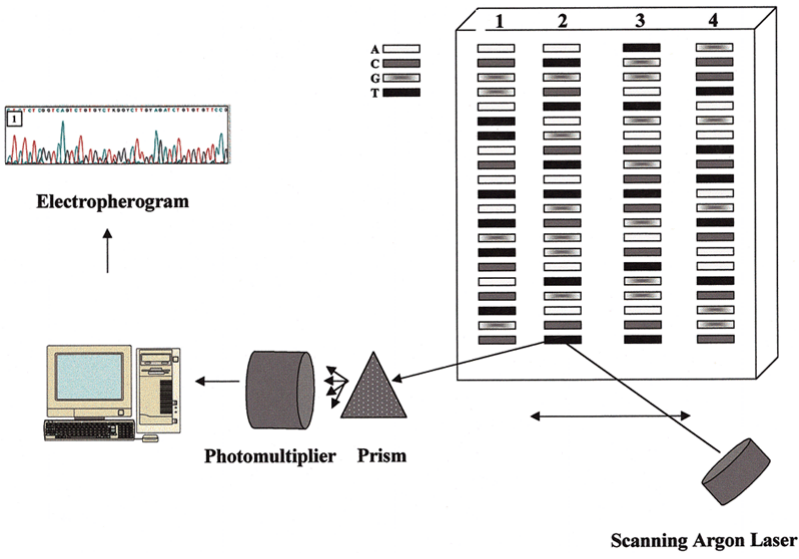 1 2 3 4
A
C
G
T
1
Electropherogram
Photomultiplier
Prism
Scanning Argon Laser